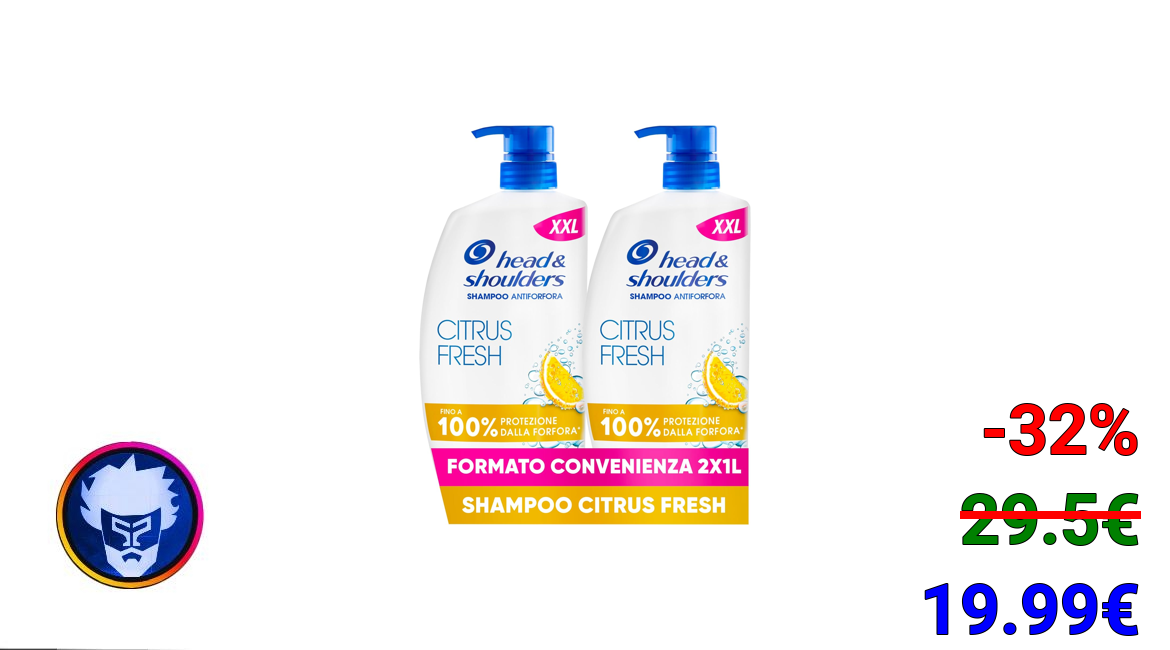 XXL
head &
shoulders
SHAMPOO ANTIFORFORA
CITRUS
FRESH
FINO A
100% PROTEZIONE
DALLA FORFORA*
XXL
head &
shoulders
SHAMPOO ANTIFORFORA
CITRUS
FRESH
FINO A
100% PROTEZIONE
DALLA FORFORA*
FORMATO CONVENIENZA 2X1L
SHAMPOO CITRUS FRESH
-32%
29.5€
19.99€